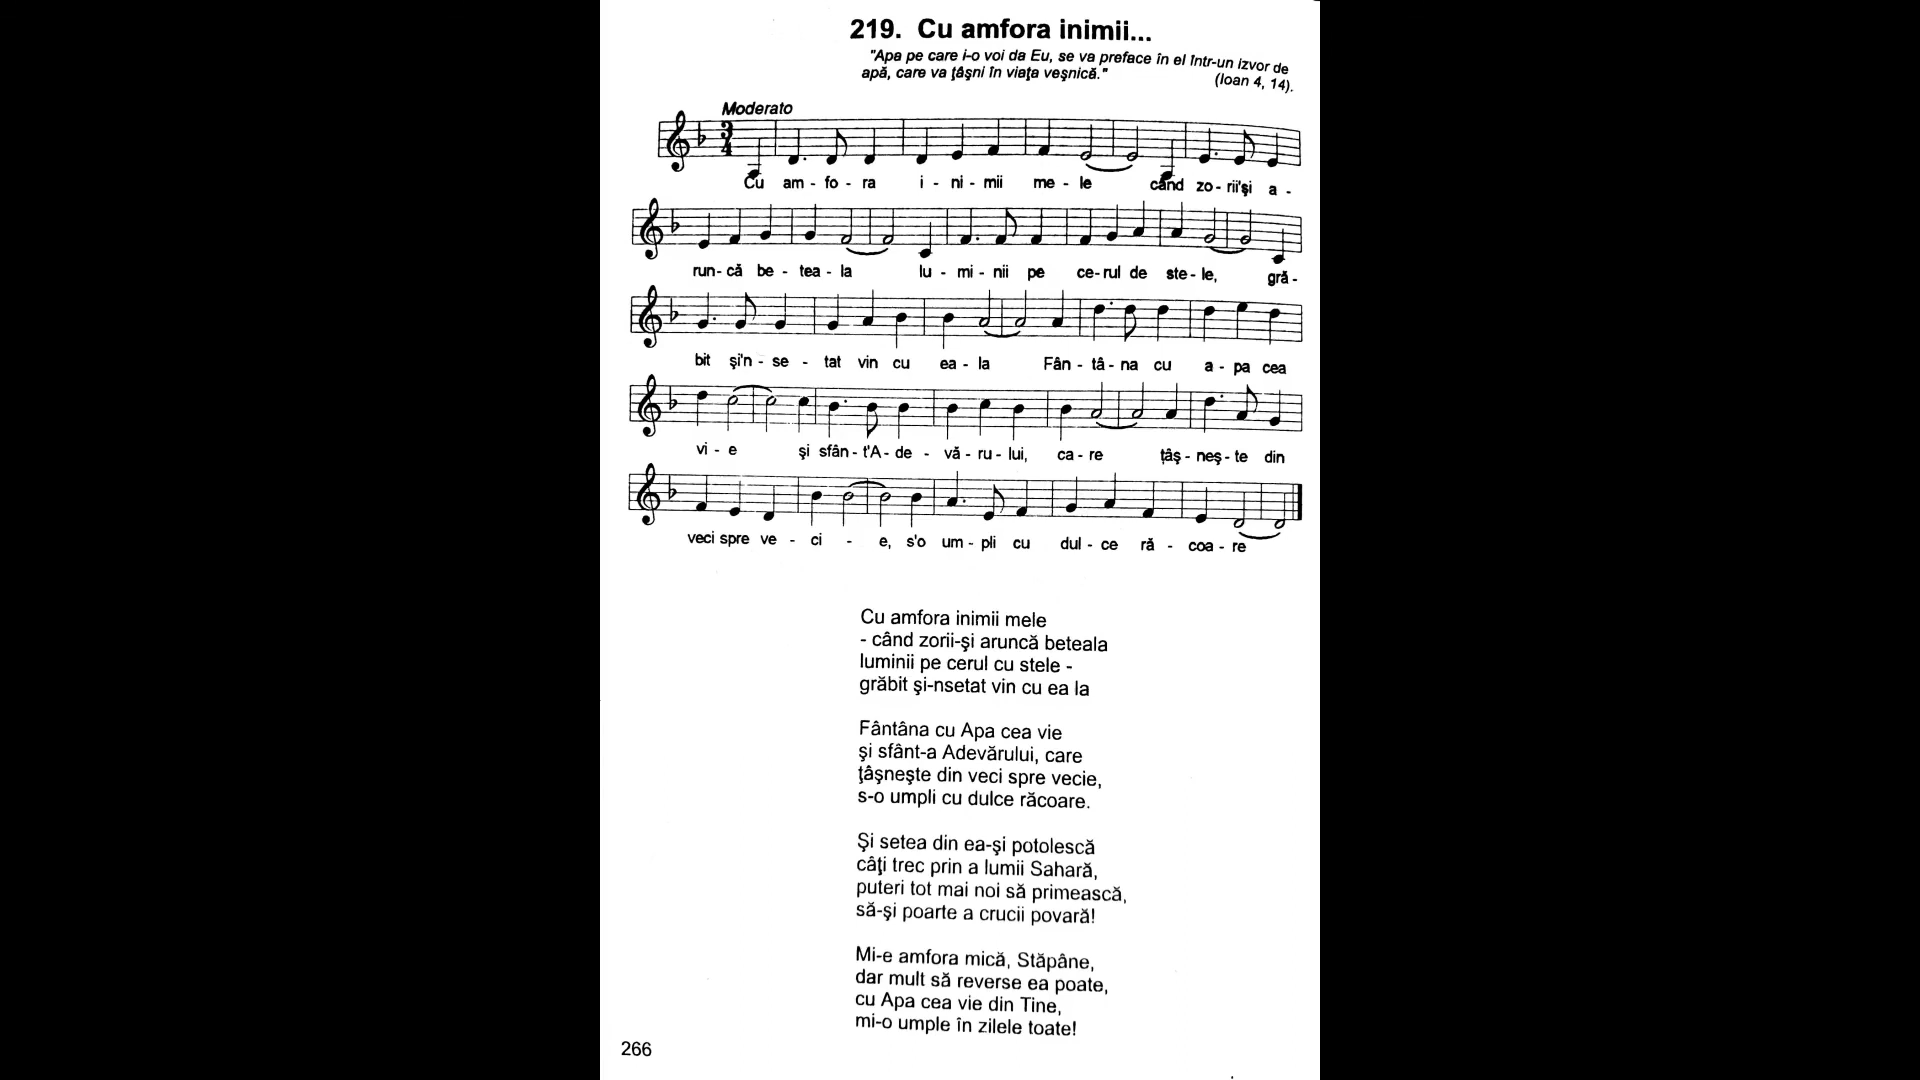 219. Cu amfora inimii...
"Apa pe care i-o voi da Eu, se va preface în el într-un izvor de
apă, care va ţâşni în viaţa veşnică."
(Ioan 4, 14).
Moderato
3
4
Cu am - fo - ra i - ni - mii me - le când zo - rii'şi a -
run - că be - tea - la lu - mi - nii pe ce - rul de ste - le, gră -
bit şi'n - se - tat vin cu ea - la Fân - tâ - na cu a - pa cea
vi - e şi sfân - t'A - de - vă - ru - lui, ca - re ţâş - neş - te din
veci spre ve - ci - e, s'o um - pli cu dul - ce ră - coa - re
Cu amfora inimii mele
- când zorii-şi aruncă beteala
luminii pe cerul cu stele -
grăbit şi-nsetat vin cu ea la
Fântâna cu Apa cea vie
şi sfânt-a Adevărului, care
ţâşneşte din veci spre vecie,
s-o umpli cu dulce răcoare.
Şi setea din ea-şi potolescă
câţi trec prin a lumii Sahară,
puteri tot mai noi să primească,
să-şi poarte a crucii povară!
Mi-e amfora mică, Stăpâne,
dar mult să reverse ea poate,
cu Apa cea vie din Tine,
mi-o umple în zilele toate!
266